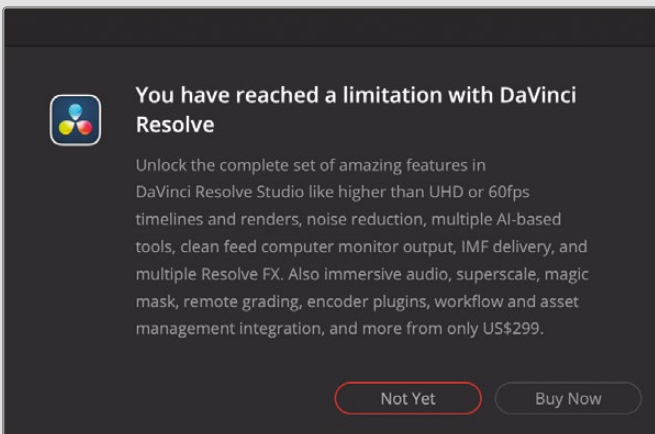 You have reached a limitation with DaVinci
Resolve
Unlock the complete set of amazing features in
DaVinci Resolve Studio like higher than UHD or 60fps
timelines and renders, noise reduction, multiple AI-based
tools, clean feed computer monitor output, IMF delivery, and
multiple Resolve FX. Also immersive audio, superscale, magic
mask, remote grading, encoder plugins, workflow and asset
management integration, and more from only US$299.
Not Yet
Buy Now